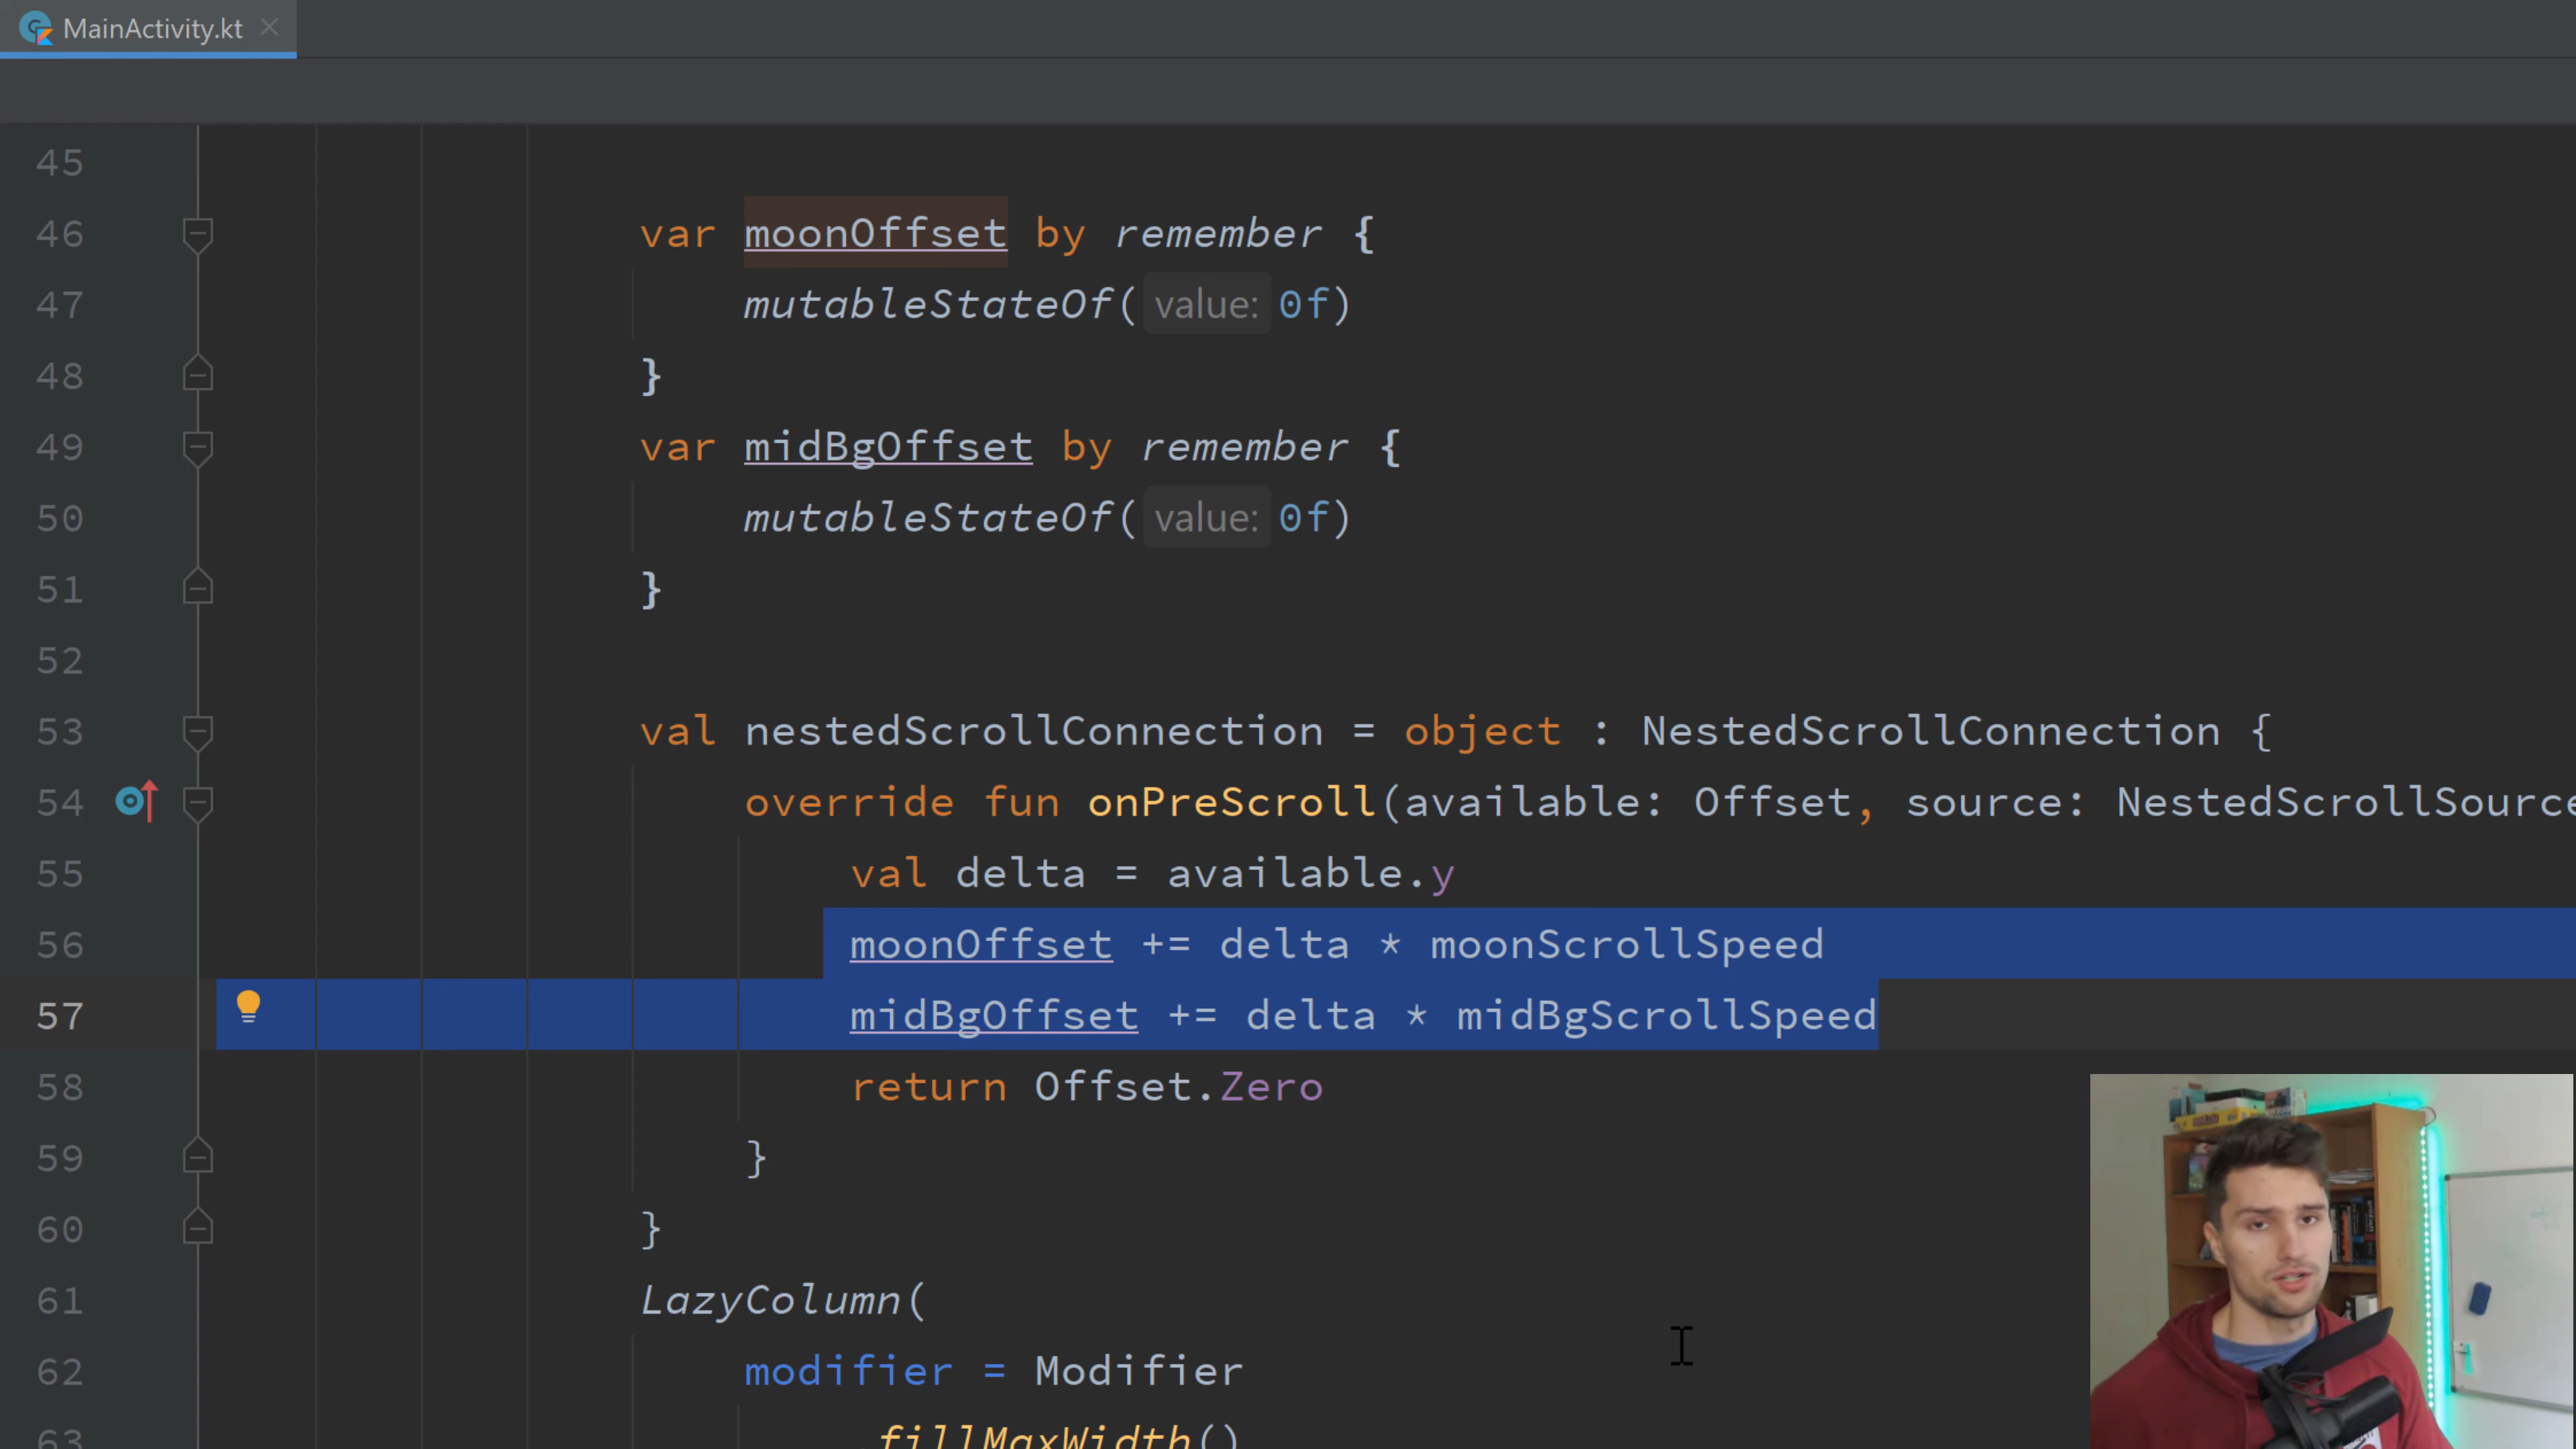 MainActivity.kt
45
46 var moonOffset by remember {
47 mutableStateOf( value: 0f)
48 }
49 var midBgOffset by remember {
50 mutableStateOf( value: 0f)
51 }
52
53 val nestedScrollConnection = object : NestedScrollConnection {
54 override fun onPreScroll(available: Offset, source: NestedScrollSource
55 val delta = available.y
56 moonOffset += delta * moonScrollSpeed
57 midBgOffset += delta * midBgScrollSpeed
58 return Offset.Zero
59 }
60 }
61 LazyColumn(
62 modifier = Modifier
63 .fillMaxWidth()